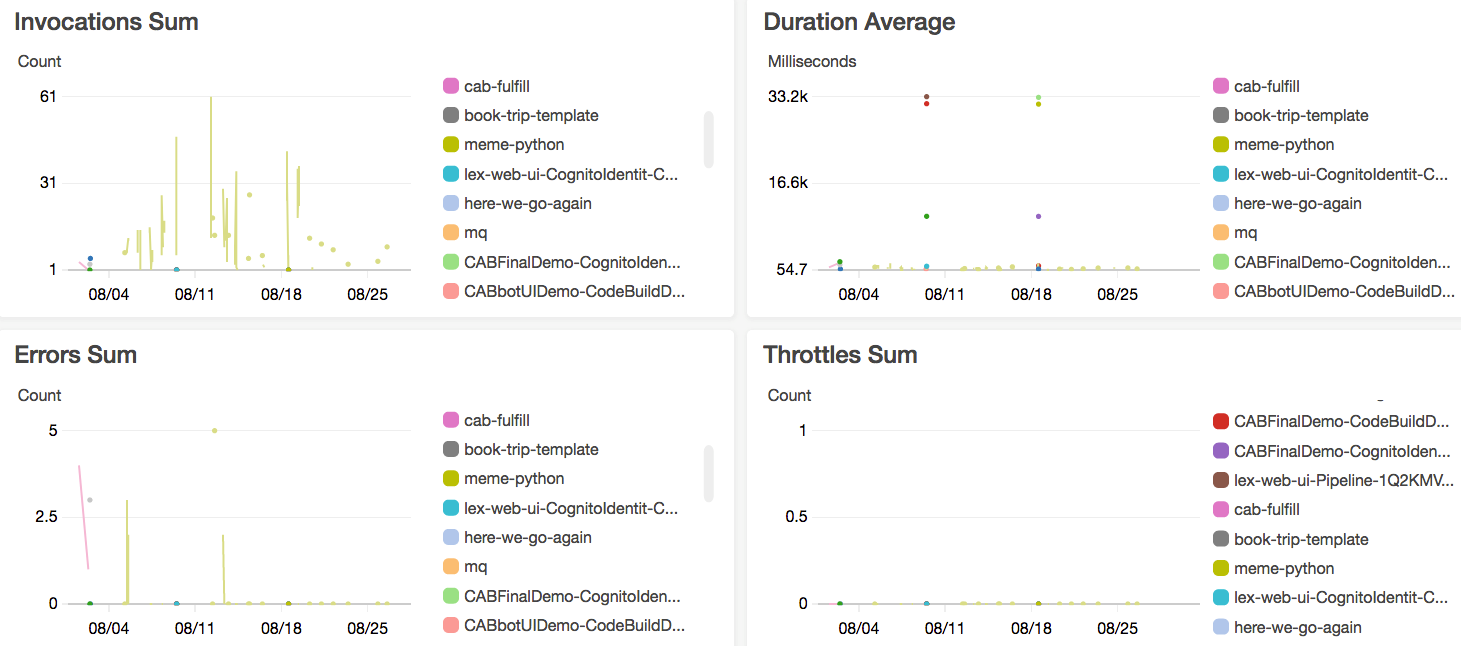 Invocations Sum
Count
61
31
1
08/04 08/11 08/18 08/25
cab-fulfill
book-trip-template
meme-python
lex-web-ui-CognitoIdentit-C...
here-we-go-again
mq
CABFinalDemo-CognitoIden...
CABbotUIDemo-CodeBuildD...
Duration Average
Milliseconds
33.2k
16.6k
54.7
08/04 08/11 08/18 08/25
cab-fulfill
book-trip-template
meme-python
lex-web-ui-CognitoIdentit-C...
here-we-go-again
mq
CABFinalDemo-CognitoIden...
CABbotUIDemo-CodeBuildD...
Errors Sum
Count
5
2.5
0
08/04 08/11 08/18 08/25
cab-fulfill
book-trip-template
meme-python
lex-web-ui-CognitoIdentit-C...
here-we-go-again
mq
CABFinalDemo-CognitoIden...
CABbotUIDemo-CodeBuildD...
Throttles Sum
Count
1
0.5
0
08/04 08/11 08/18 08/25
CABFinalDemo-CodeBuildD...
CABFinalDemo-CognitoIden...
lex-web-ui-Pipeline-1Q2KMV...
cab-fulfill
book-trip-template
meme-python
lex-web-ui-CognitoIdentit-C...
here-we-go-again